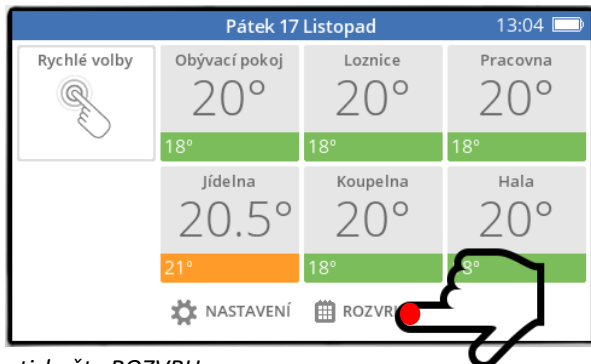 Pátek 17 Listopad 13:04
Rychlé volby Obývací pokoj Loznice Pracovna
20° 20° 20°
18° 18° 18°
Jídelna Koupelna Hala
20.5° 20° 20°
21° 18°
NASTAVENÍ
ROZVRH